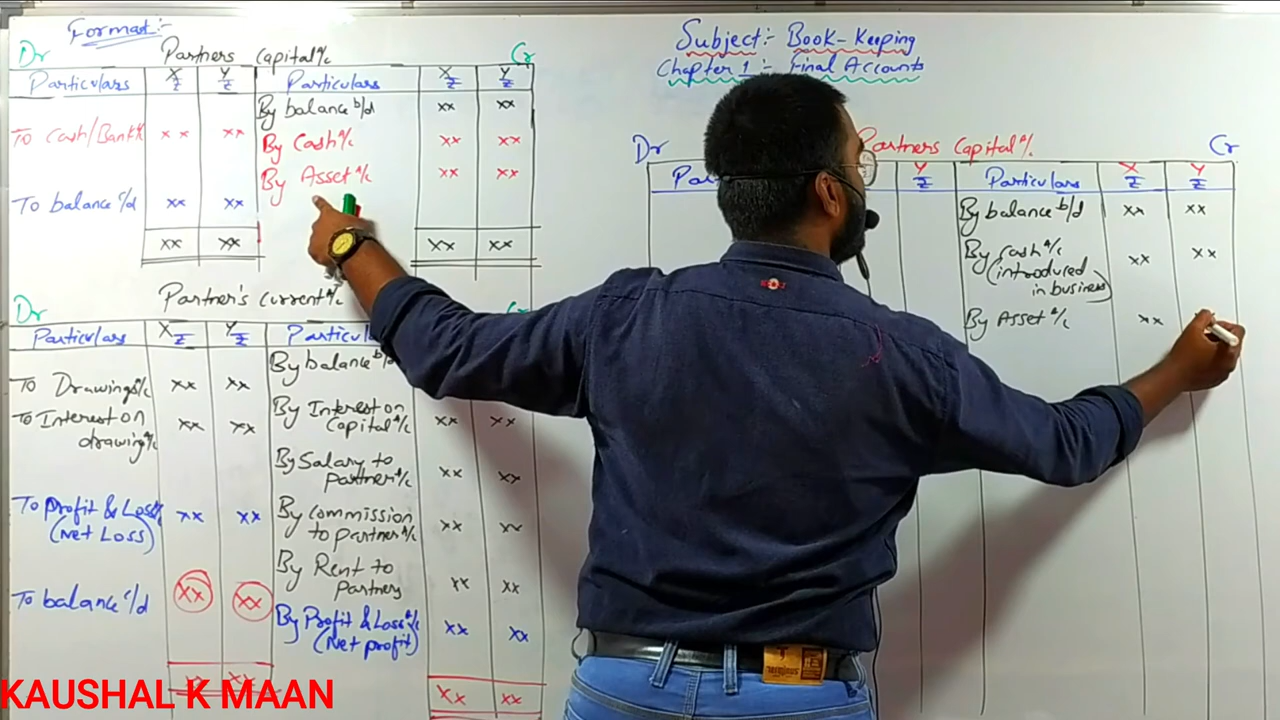 Format:-
Dr Partners Capital a/c Cr
Particulars X ₹ Y ₹ Particulars X ₹ Y ₹
By balance b/d xx xx
To Cash/Bank a/c xx xx By Cash a/c xx xx
By Asset a/c xx xx
To balance c/d xx xx
xx xx xx xx
Dr Partner's current a/c Cr
Particulars X ₹ Y ₹ Particulars
By balance b/d
To Drawings a/c xx xx
To Interest on
drawing a/c xx xx
By Interest on
Capital a/c xx xx
By Salary to
partner a/c xx xx
To Profit & Loss a/c
(Net Loss) xx xx
By Commission
to partner a/c xx xx
By Rent to
Partners xx xx
To balance c/d xx xx
By Profit & Loss a/c
(Net profit) xx xx
xx xx xx xx
KAUSHAL K MAAN
Subject:- Book-Keeping
Chapter 1:- Final Accounts
Dr Partners Capital a/c Cr
Y ₹ Particulars X ₹ Y ₹
By balance b/d xx xx
By Cash a/c
(introduced
in business) xx xx
By Asset a/c xx